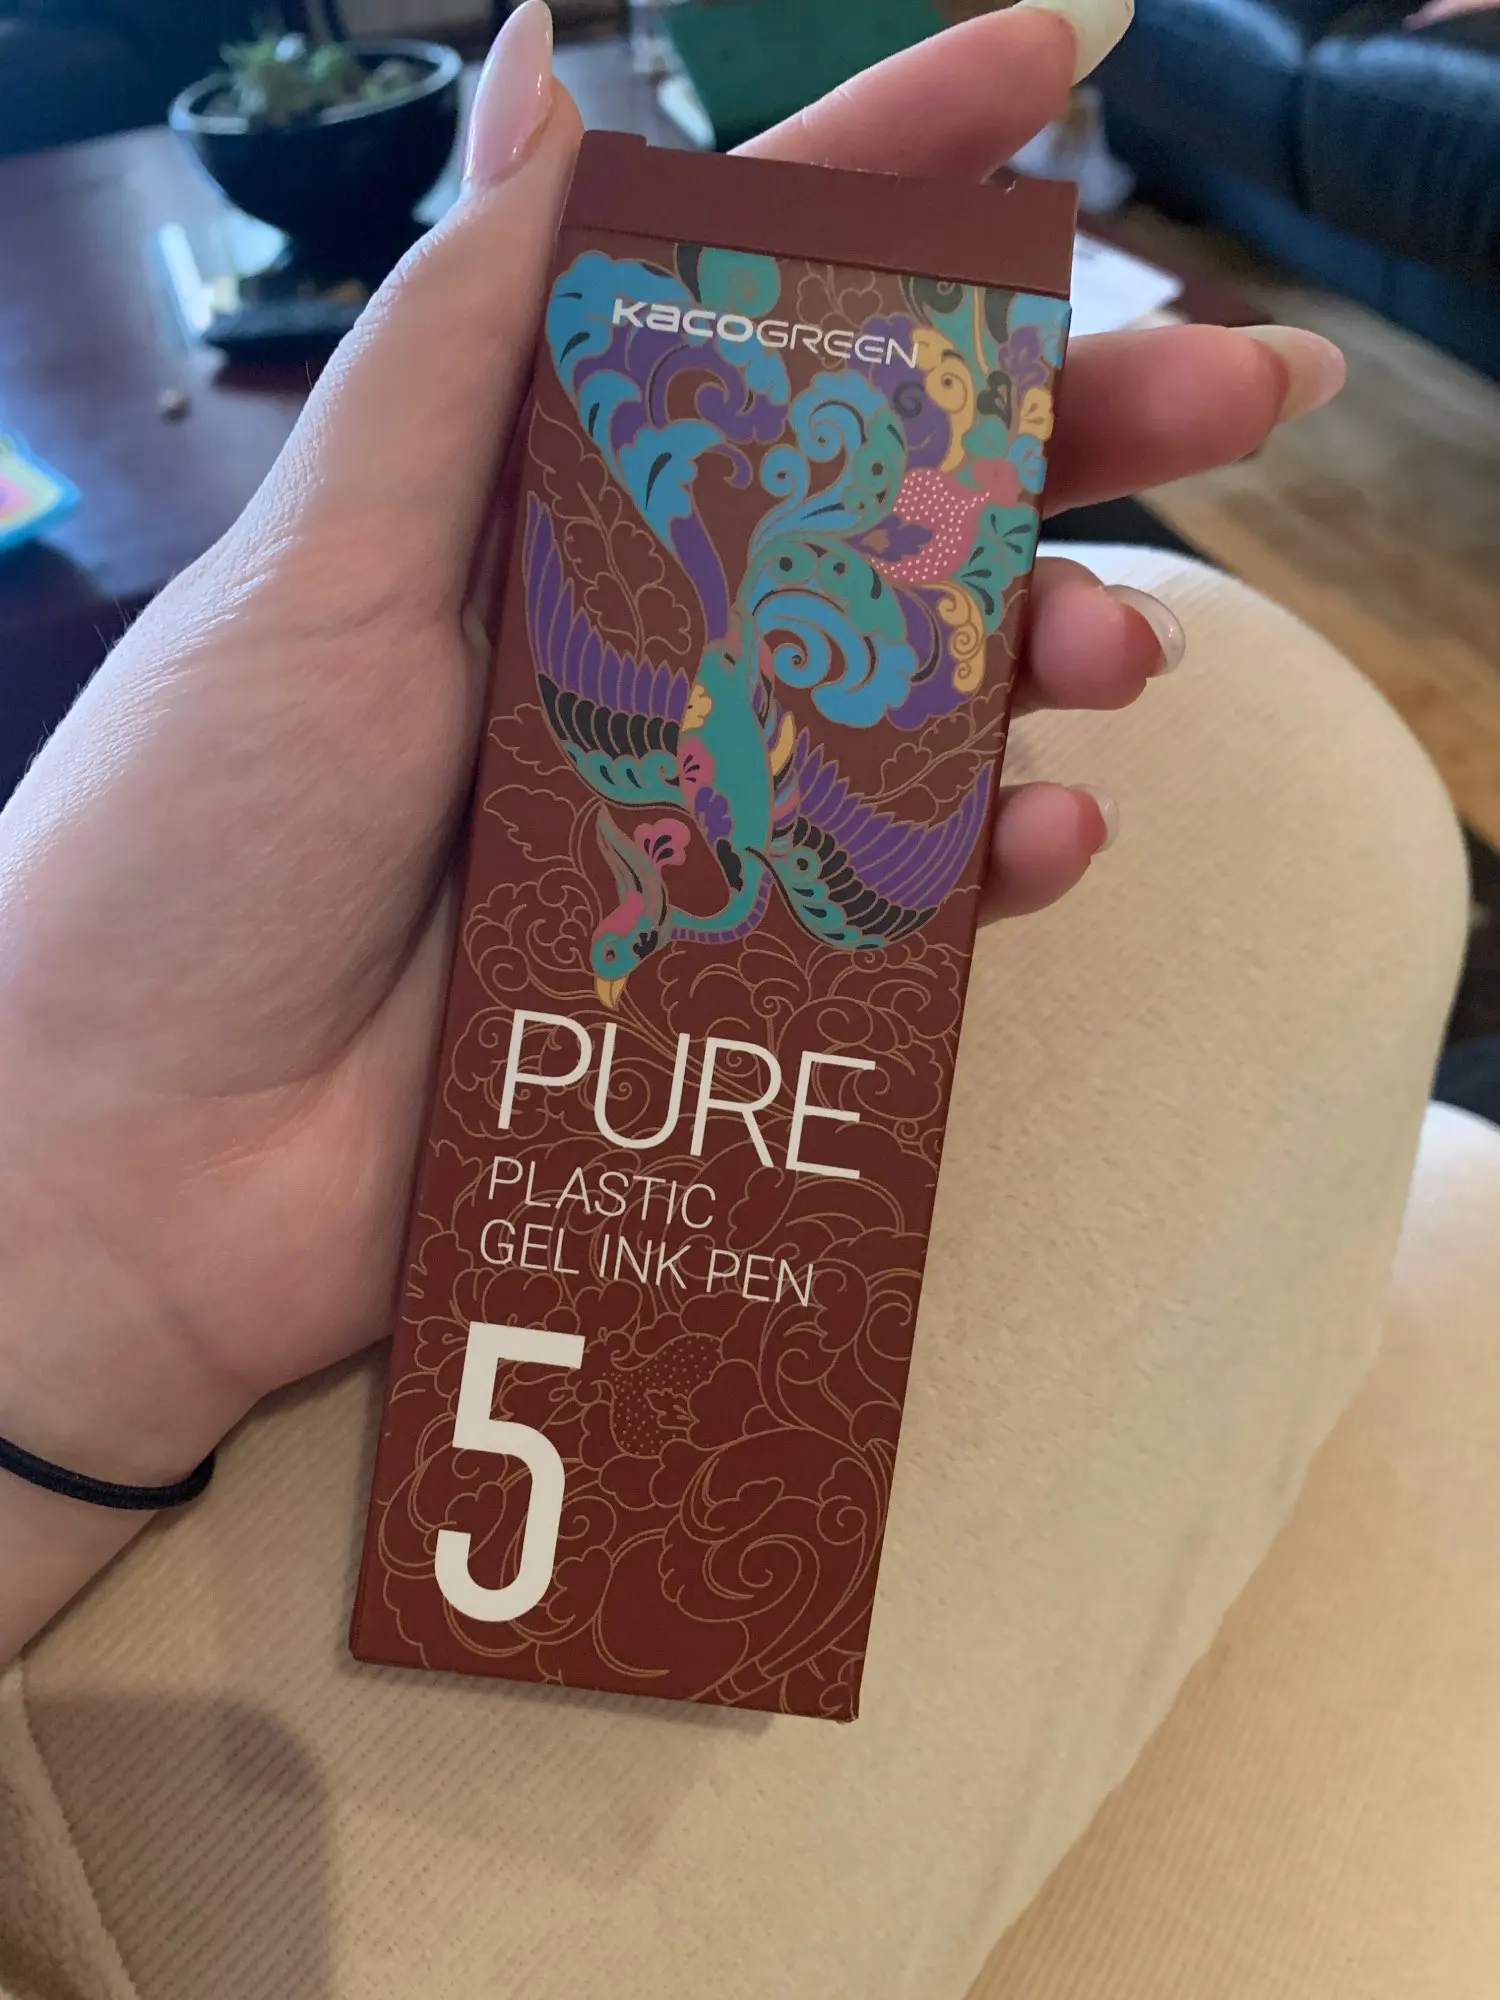 KACOGREEN
PURE
PLASTIC
GEL INK PEN
5